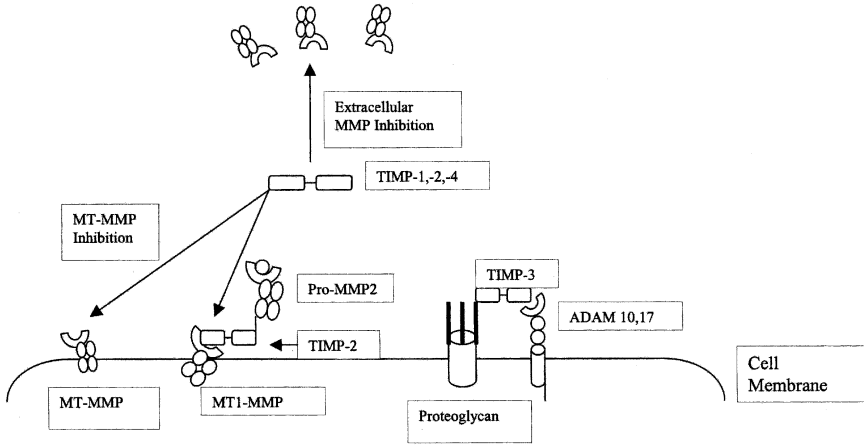 Extracellular
MMP Inhibition
TIMP-1,-2,-4
MT-MMP
Inhibition
TIMP-3
Pro-MMP2
ADAM 10,17
TIMP-2
Cell
Membrane
MT-MMP
MT1-MMP
Proteoglycan